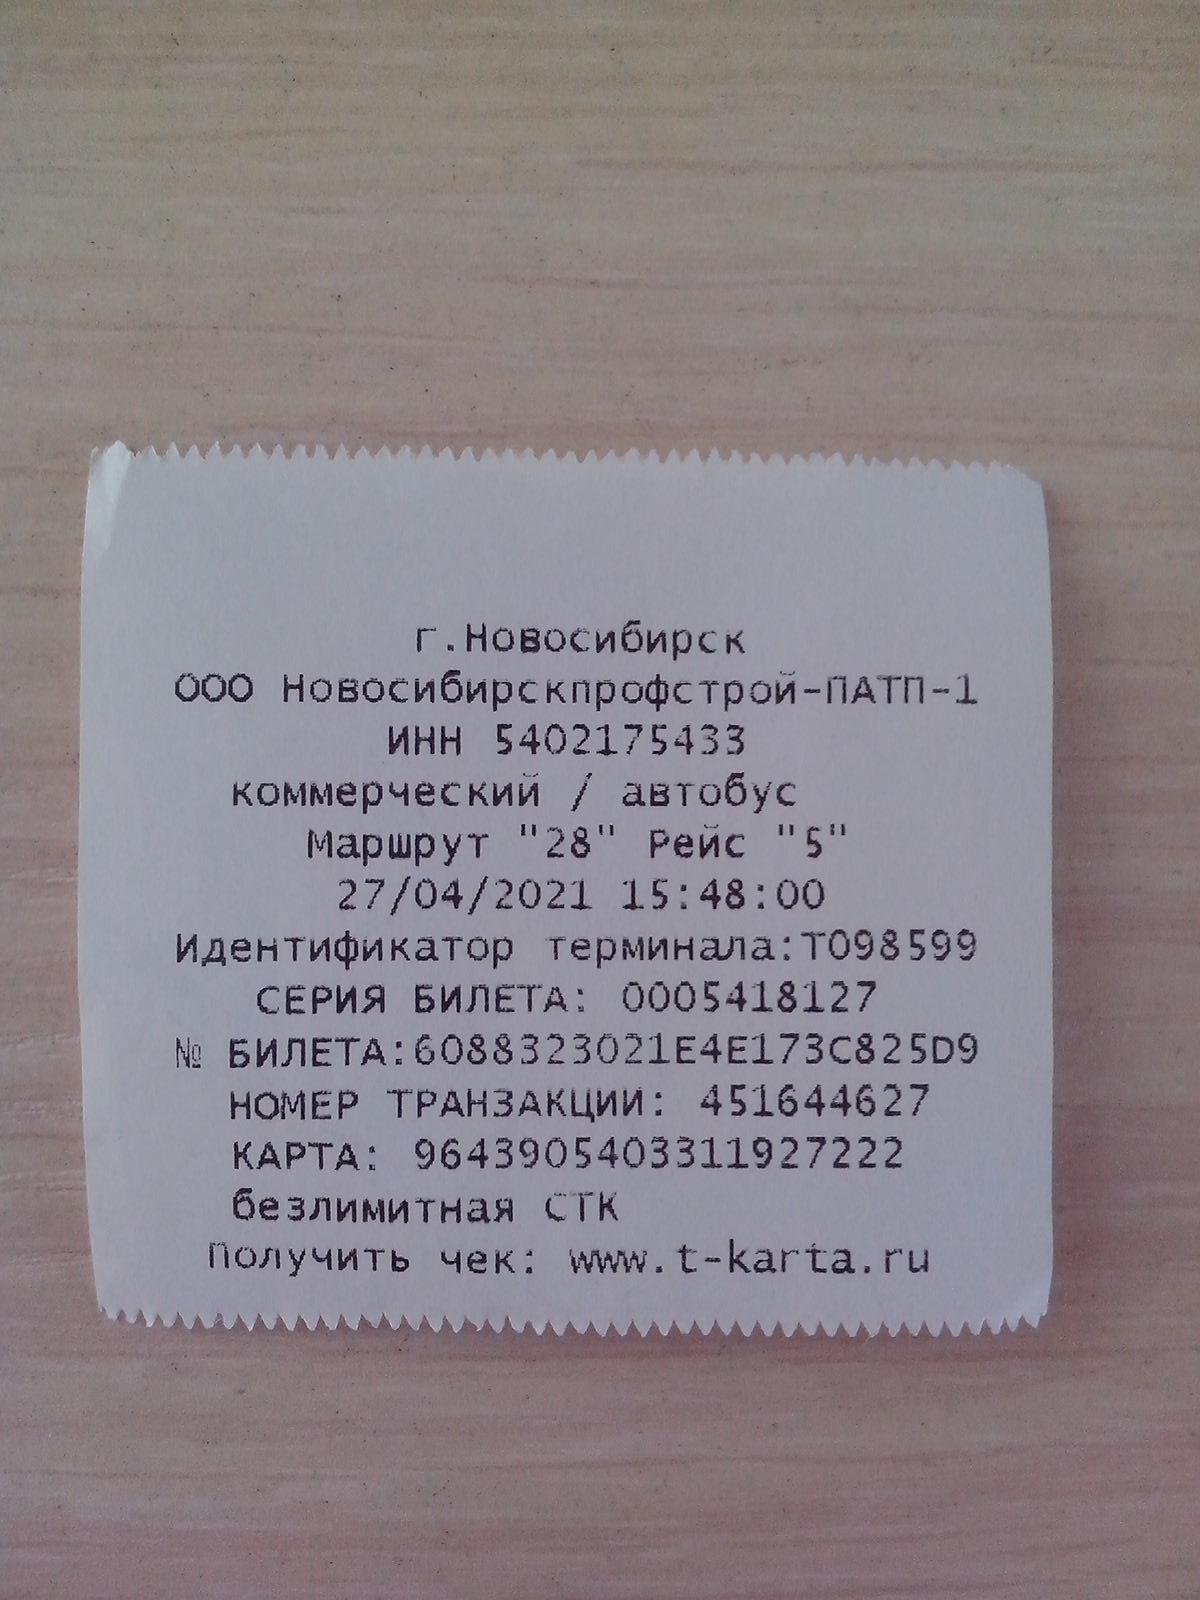 г.Новосибирск
ООО Новосибирскпрофстрой-ПАТП-1
ИНН 5402175433
коммерческий / автобус
Маршрут "28" Рейс "5"
27/04/2021 15:48:00
Идентификатор терминала:Т098599
СЕРИЯ БИЛЕТА: 0005418127
№ БИЛЕТА:6088323021E4E173C825D9
НОМЕР ТРАНЗАКЦИИ: 451644627
КАРТА: 9643905403311927222
безлимитная СТК
Получить чек: www.t-karta.ru